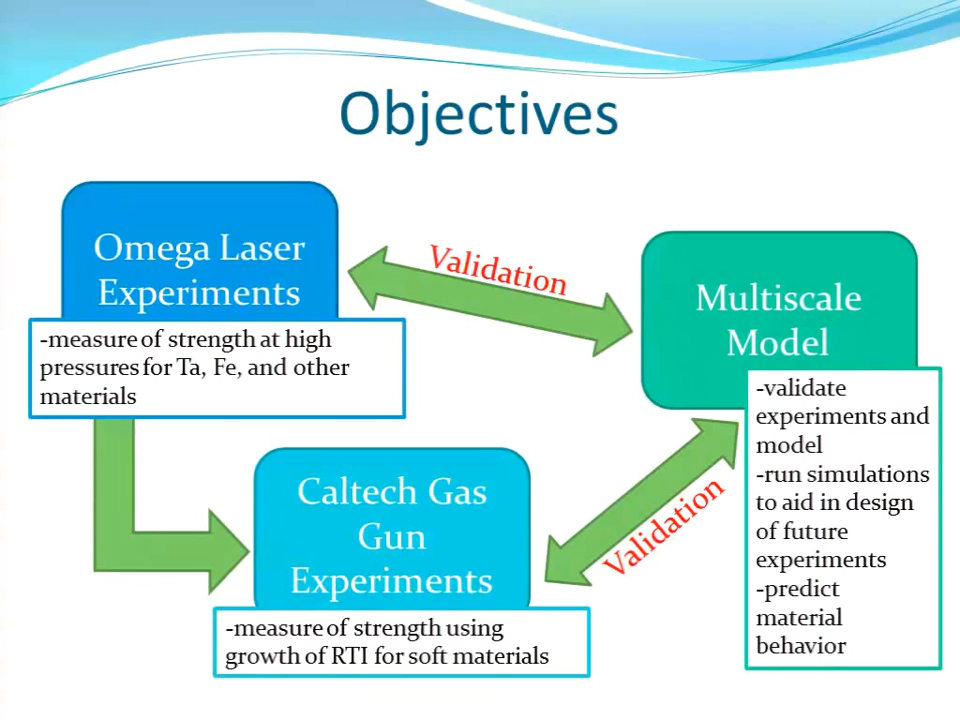 Objectives
Omega Laser
Experiments
-measure of strength at high
pressures for Ta, Fe, and other
materials
Validation
Multiscale
Model
-validate
experiments and
model
-run simulations
to aid in design
of future
experiments
-predict
material
behavior
Caltech Gas
Gun
Experiments
-measure of strength using
growth of RTI for soft materials
Validation